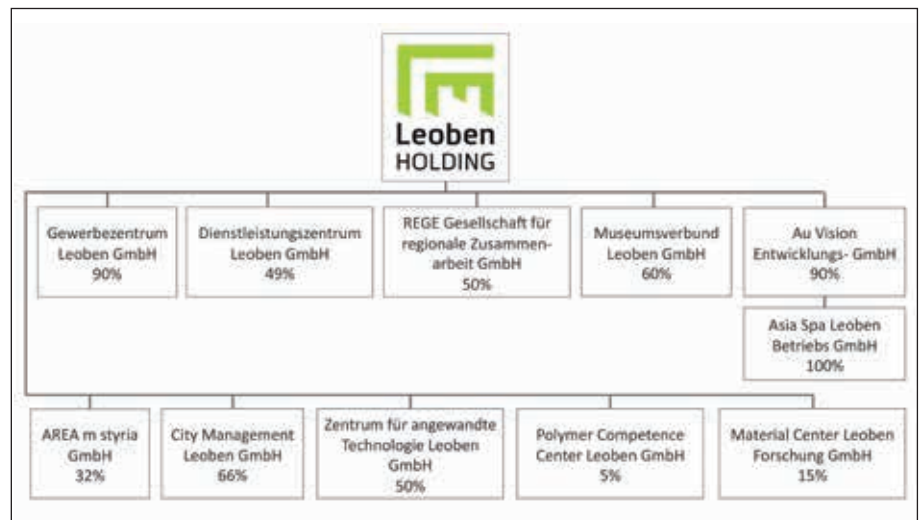 Leoben
HOLDING
Gewerbezentrum
Leoben GmbH
90%
Dienstleistungszentrum
Leoben GmbH
49%
REGE Gesellschaft für
regionale Zusammen-
arbeit GmbH
50%
Museumsverbund
Leoben GmbH
60%
Au Vision
Entwicklungs- GmbH
90%
Asia Spa Leoben
Betriebs GmbH
100%
AREA m styria
GmbH
32%
City Management
Leoben GmbH
66%
Zentrum für angewandte
Technologie Leoben
GmbH
50%
Polymer Competence
Center Leoben GmbH
5%
Material Center Leoben
Forschung GmbH
15%